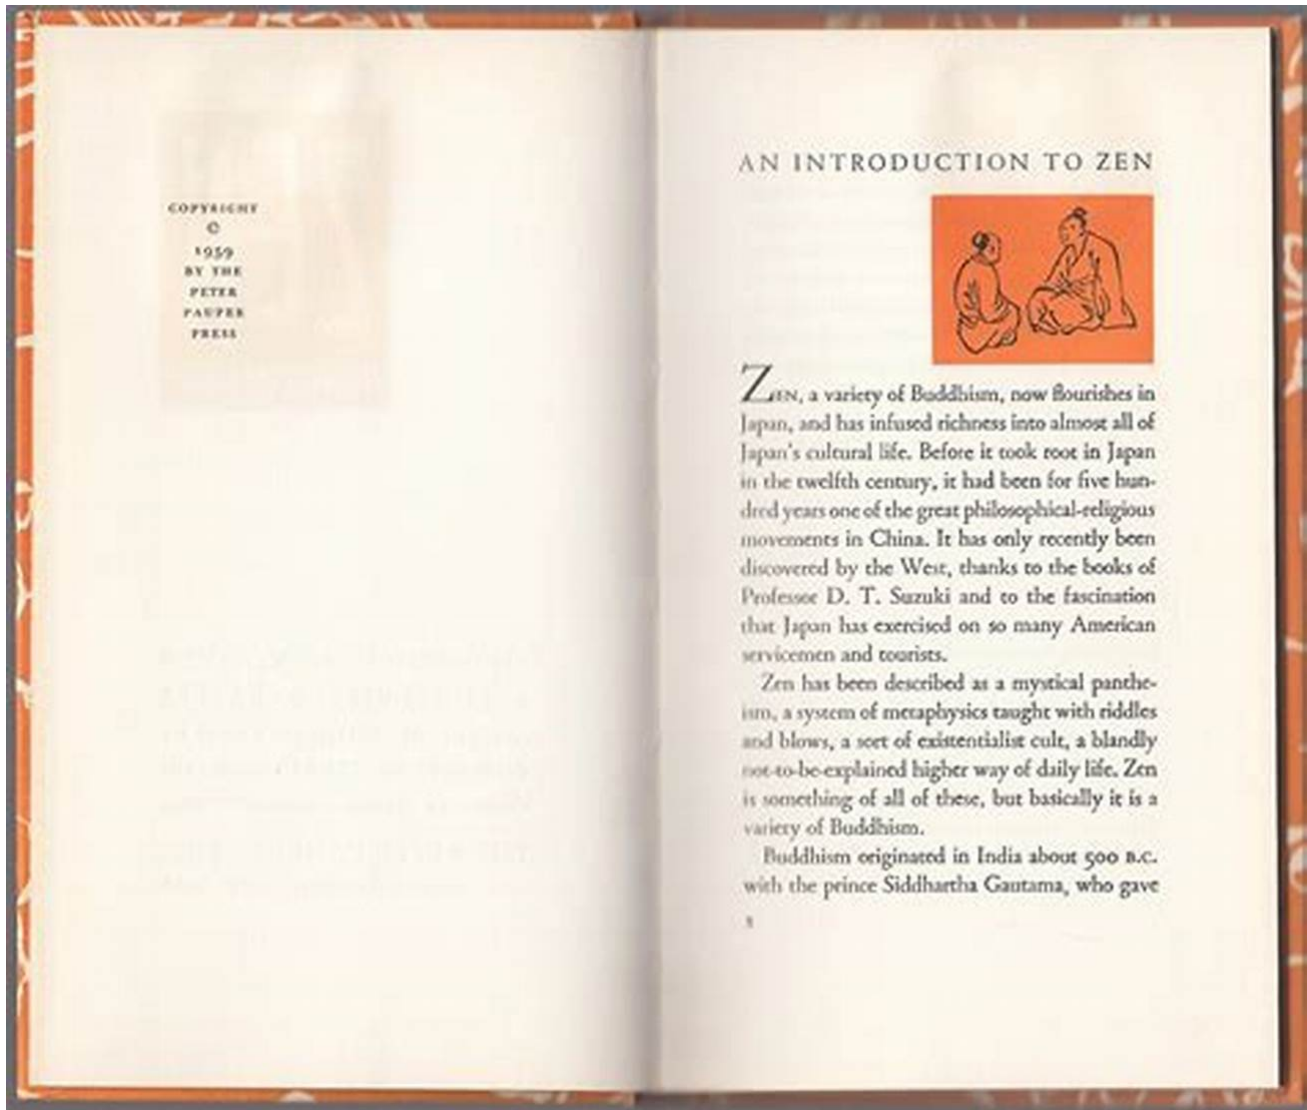 COPYRIGHT
©
1959
BY THE
PETER
PAUPER
PRESS
AN INTRODUCTION TO ZEN
ZEN, a variety of Buddhism, now flourishes in
Japan, and has infused richness into almost all of
Japan's cultural life. Before it took root in Japan
in the twelfth century, it had been for five hun-
dred years one of the great philosophical-religious
movements in China. It has only recently been
discovered by the West, thanks to the books of
Professor D. T. Suzuki and to the fascination
that Japan has exercised on so many American
servicemen and tourists.
Zen has been described as a mystical panthe-
ism, a system of metaphysics taught with riddles
and blows, a sort of existentialist cult, a blandly
not-to-be-explained higher way of daily life. Zen
is something of all of these, but basically it is a
variety of Buddhism.
Buddhism originated in India about 500 B.C.
with the prince Siddhartha Gautama, who gave